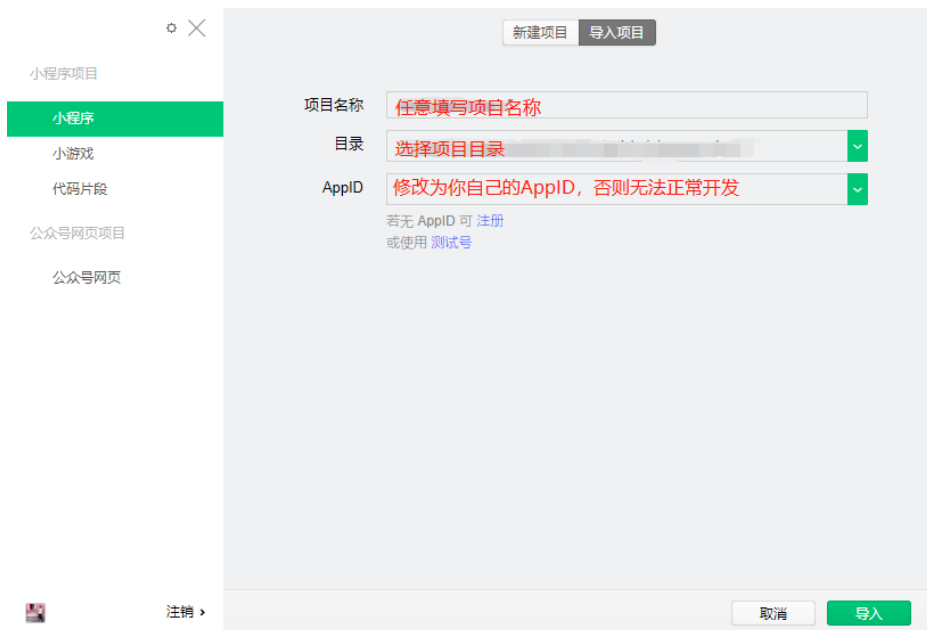 新建项目 导入项目
小程序项目
小程序
小游戏
代码片段
公众号网页项目
公众号网页
注销 ›
项目名称 任意填写项目名称
目录 选择项目目录
AppID 修改为你自己的AppID，否则无法正常开发
若无 AppID 可 注册
或使用 测试号
取消 导入